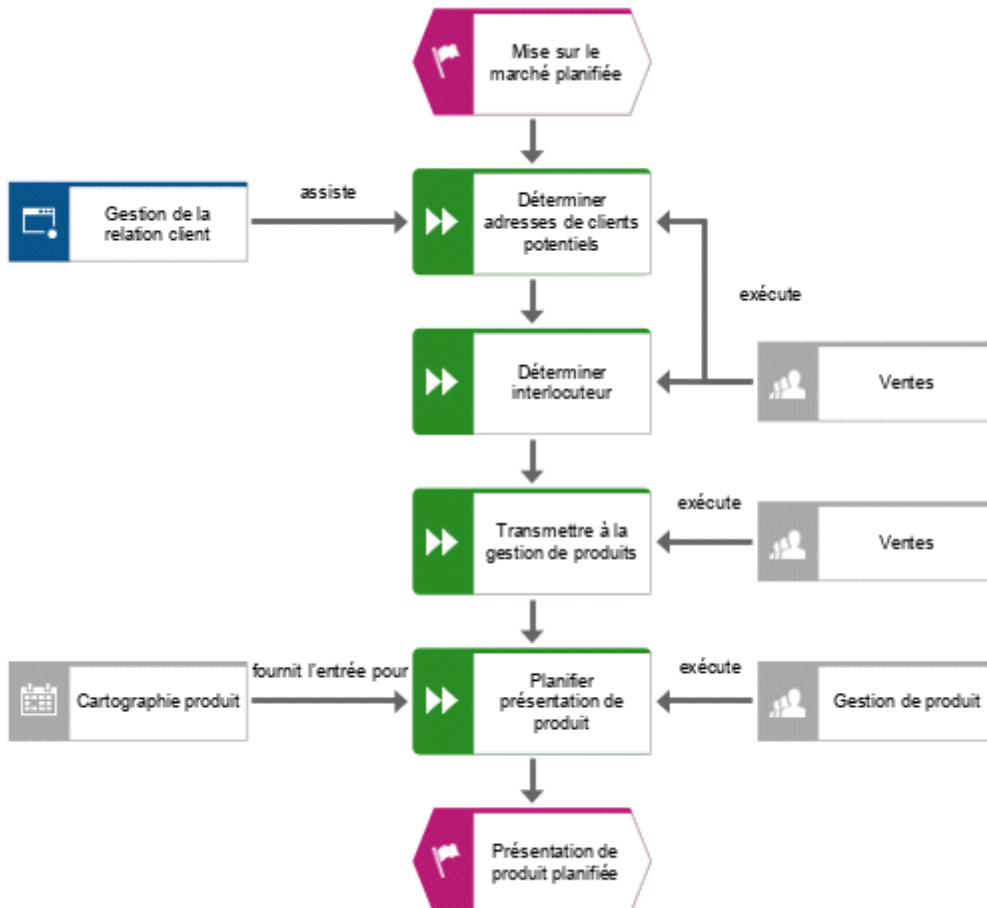 Mise sur le
marché planifiée
assiste
Gestion de la
relation client
Déterminer
adresses de clients
potentiels
exécute
Déterminer
interlocuteur
Ventes
exécute
Transmettre à la
gestion de produits
Ventes
fournit l'entrée pour
exécute
Cartographie produit
Planifier
présentation de
produit
Gestion de produit
Présentation de
produit planifiée